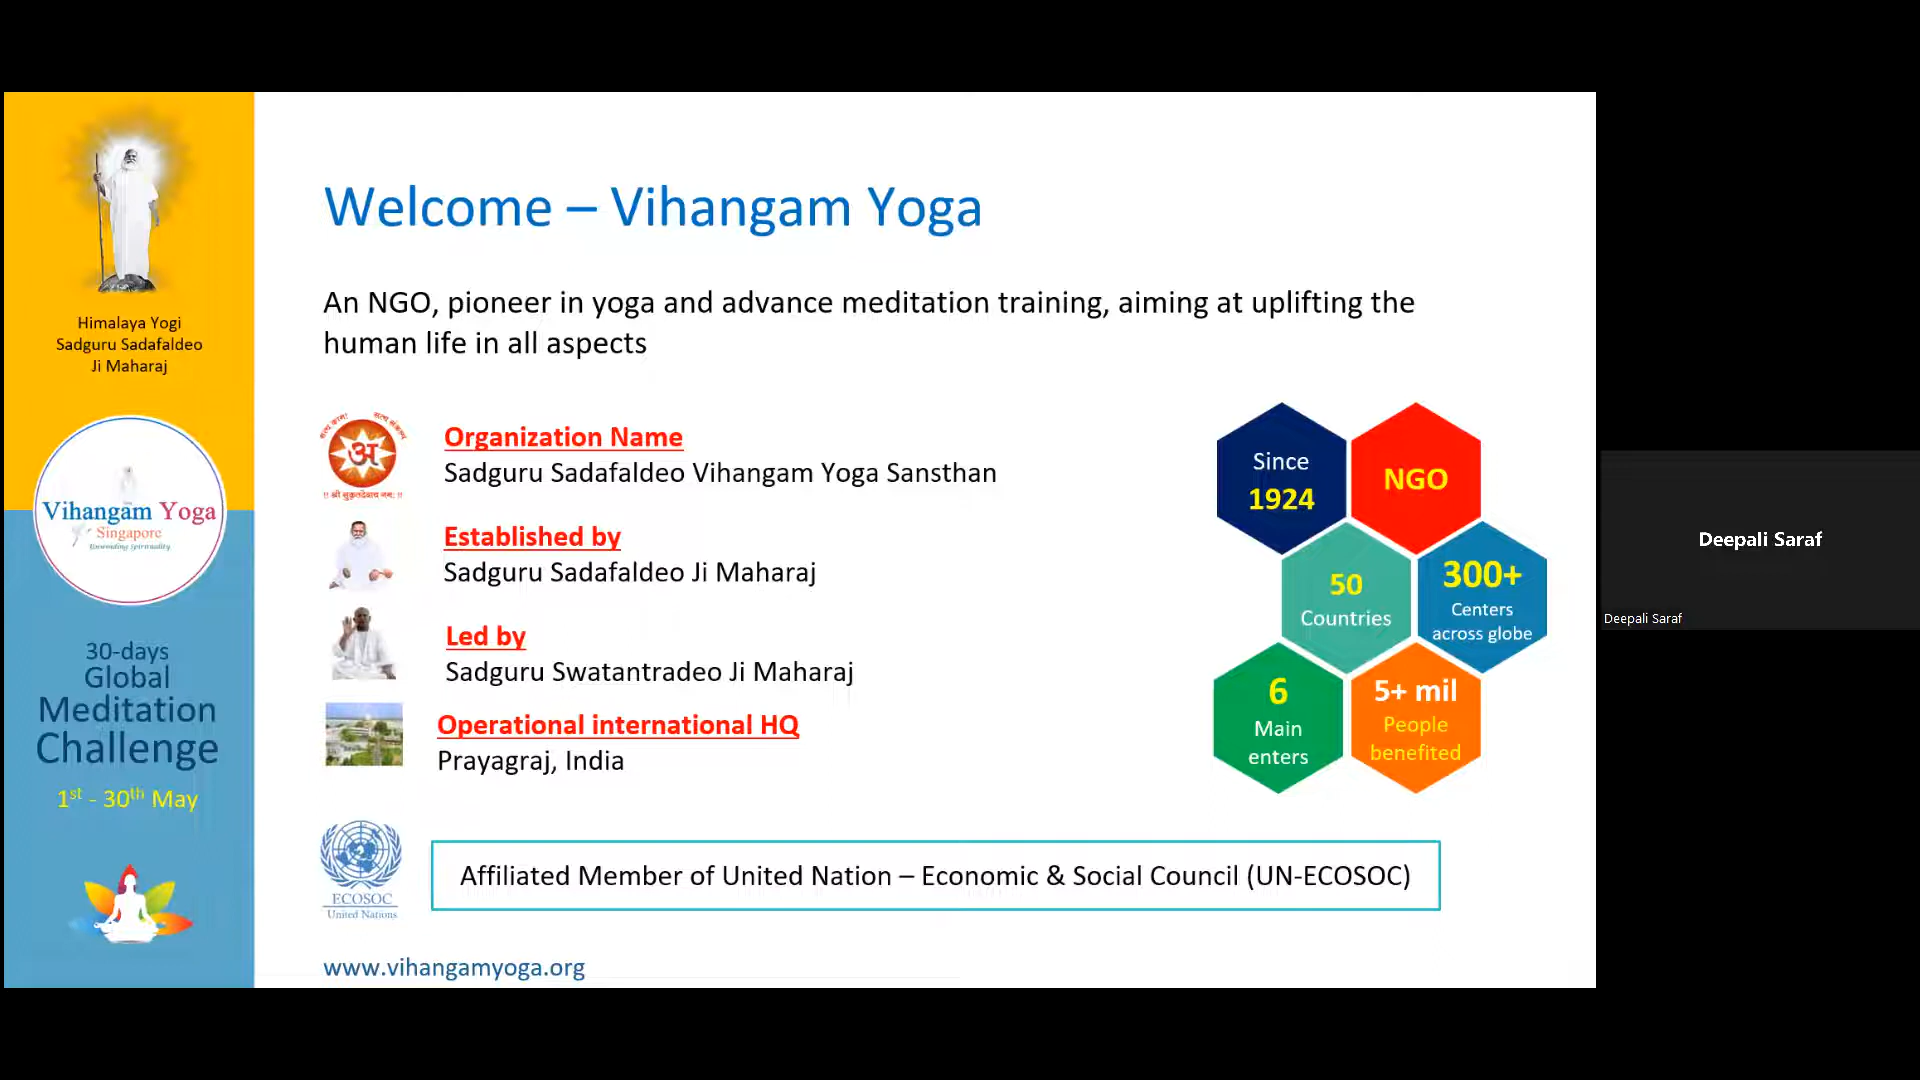 Himalaya Yogi
Sadguru Sadafaldeo
Ji Maharaj
Vihangam Yoga
Singapore
Unwinding Spirituality
30-days
Global
Meditation
Challenge
1st - 30th May
Welcome – Vihangam Yoga
An NGO, pioneer in yoga and advance meditation training, aiming at uplifting the
human life in all aspects
अ
Organization Name
Sadguru Sadafaldeo Vihangam Yoga Sansthan
Established by
Sadguru Sadafaldeo Ji Maharaj
Led by
Sadguru Swatantradeo Ji Maharaj
Operational international HQ
Prayagraj, India
Since
1924
NGO
50
Countries
300+
Centers
across globe
6
Main
enters
5+ mil
People
benefited
ECOSOC
United Nations
Affiliated Member of United Nation – Economic & Social Council (UN-ECOSOC)
www.vihangamyoga.org
Deepali Saraf
Deepali Saraf